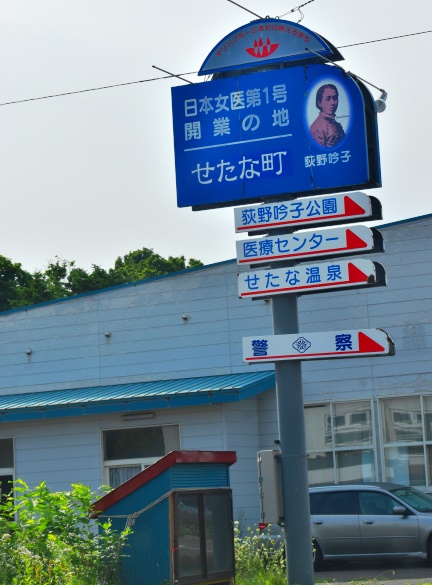 日本女医第1号
開業の地
せたな町
荻野吟子
荻野吟子公園
医療センター
せたな温泉
警察